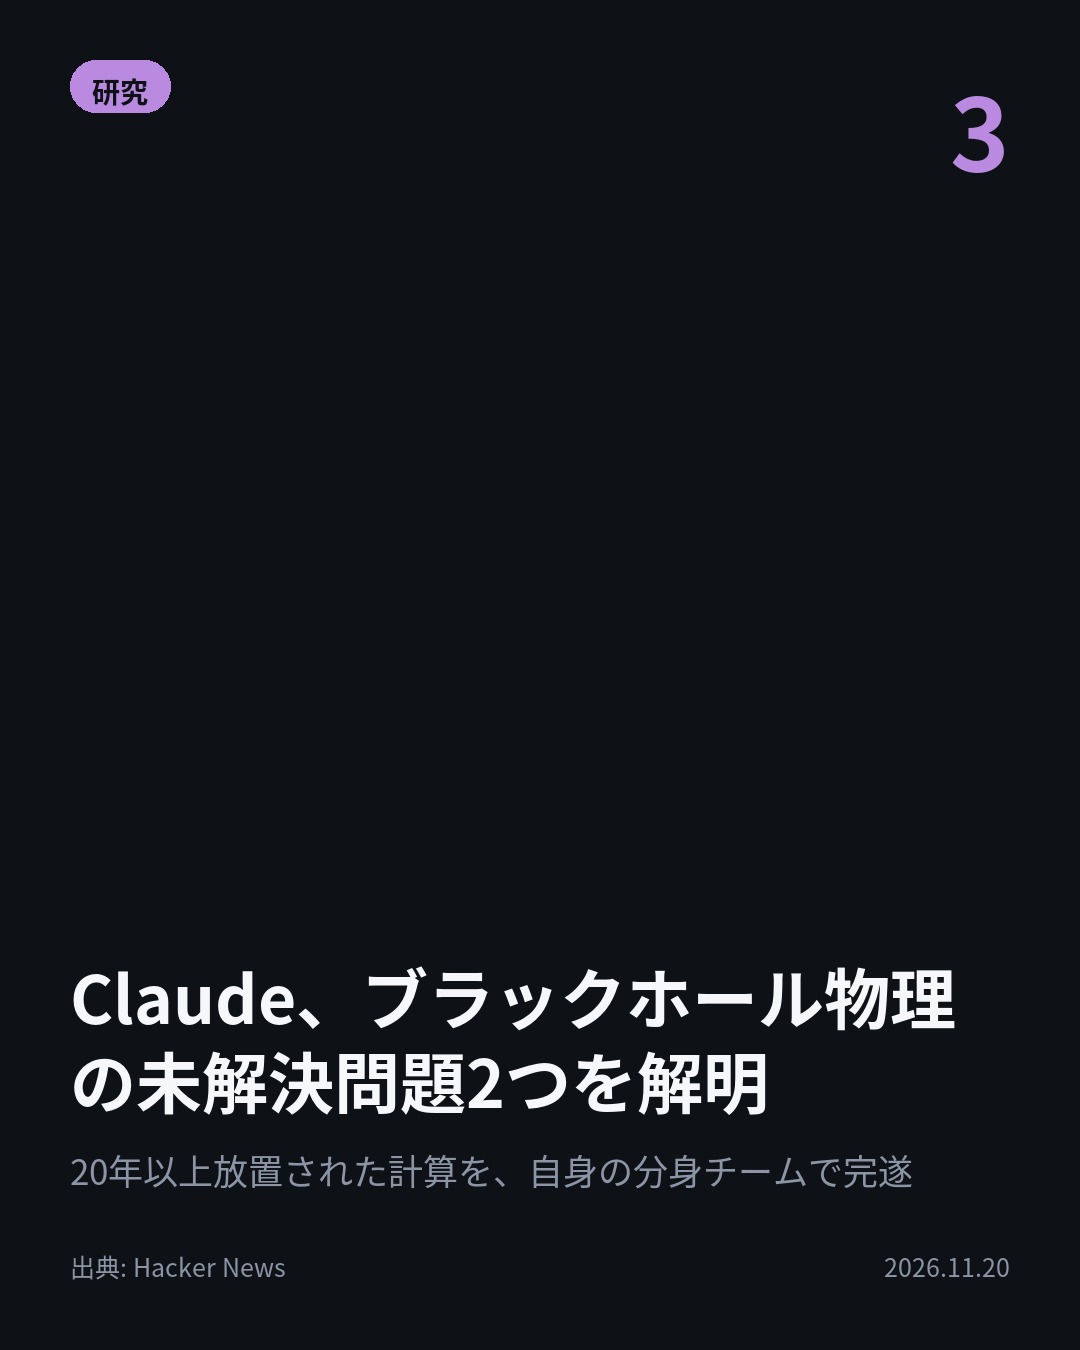 研究
3
Claude、ブラックホール物理
の未解決問題2つを解明
20年以上放置された計算を、自身の分身チームで完遂
出典: Hacker News
2026.11.20